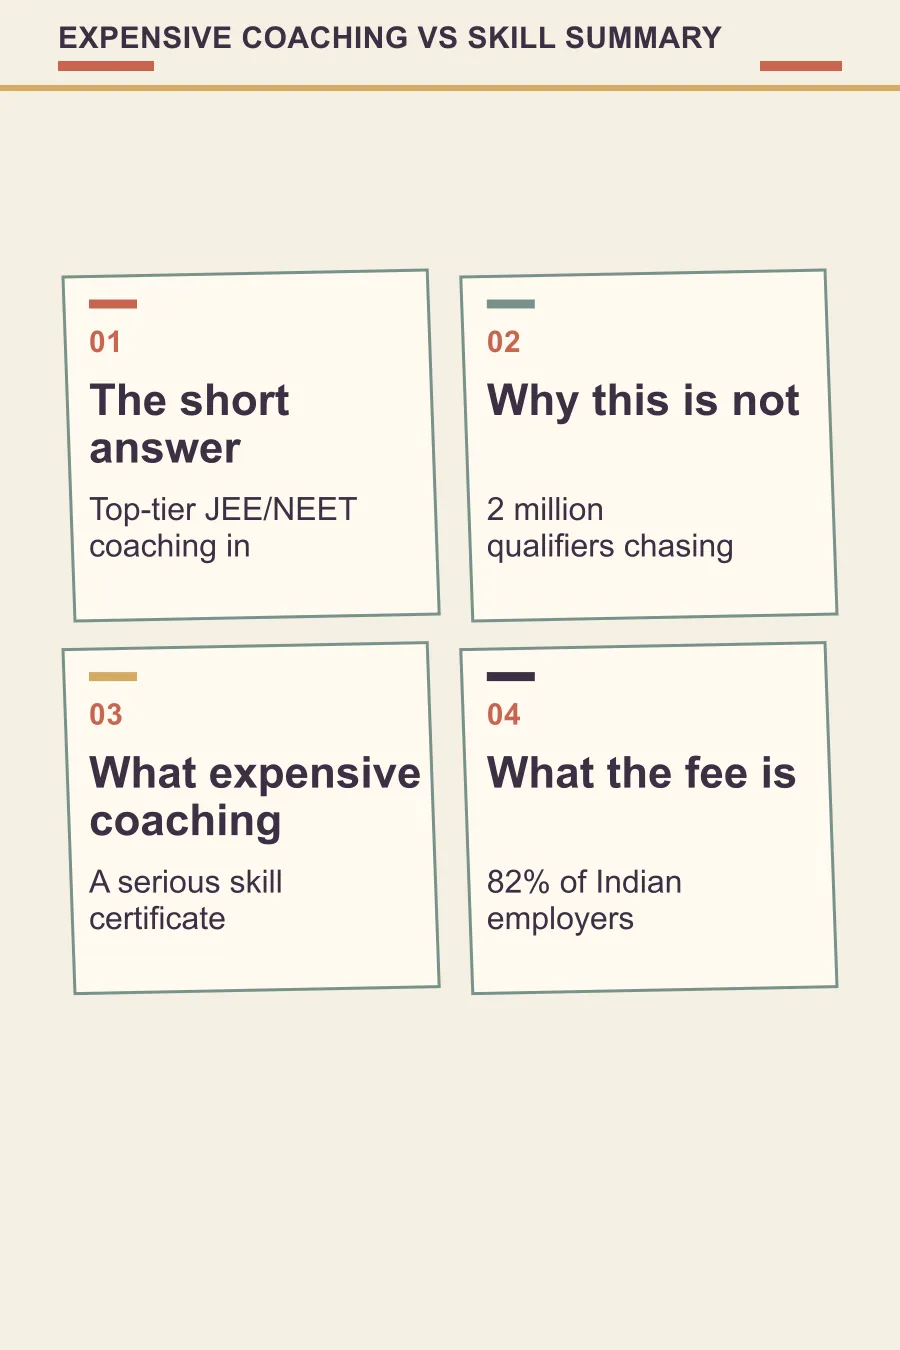 EXPENSIVE COACHING VS SKILL SUMMARY
01
The short
answer
Top-tier JEE/NEET
coaching in
02
Why this is not
2 million
qualifiers chasing
03
What expensive
coaching
A serious skill
certificate
04
What the fee is
82% of Indian
employers